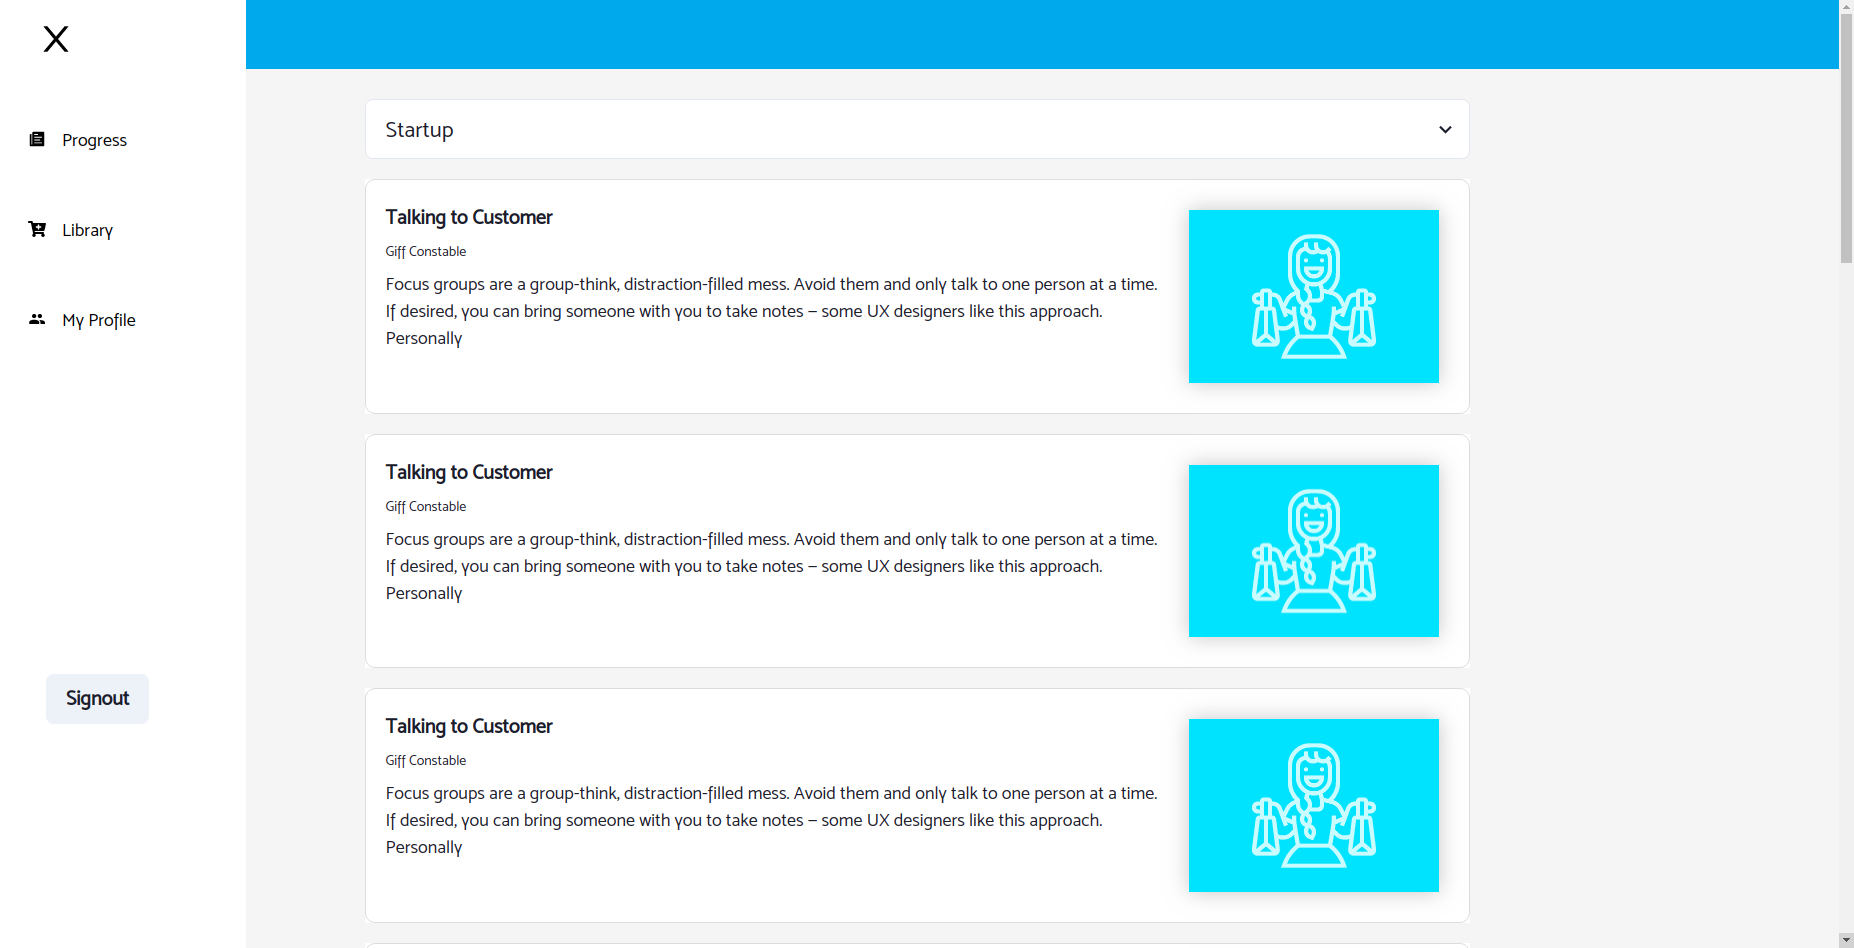 X
Progress
Library
My Profile
Signout
Startup
Talking to Customer
Giff Constable
Focus groups are a group-think, distraction-filled mess. Avoid them and only talk to one person at a time.
If desired, you can bring someone with you to take notes – some UX designers like this approach.
Personally
Talking to Customer
Giff Constable
Focus groups are a group-think, distraction-filled mess. Avoid them and only talk to one person at a time.
If desired, you can bring someone with you to take notes – some UX designers like this approach.
Personally
Talking to Customer
Giff Constable
Focus groups are a group-think, distraction-filled mess. Avoid them and only talk to one person at a time.
If desired, you can bring someone with you to take notes – some UX designers like this approach.
Personally